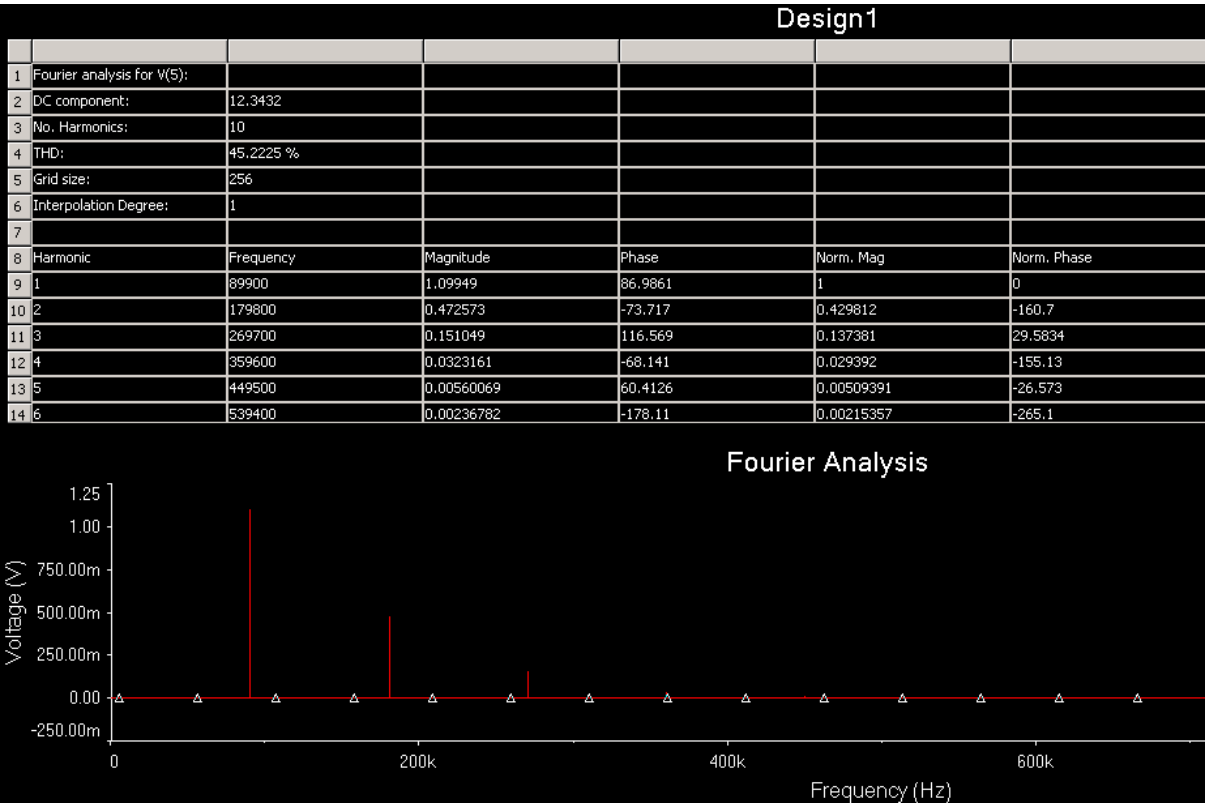 Design1
1 Fourier analysis for V(5):
2 DC component: 12.3432
3 No. Harmonics: 10
4 THD: 45.2225 %
5 Grid size: 256
6 Interpolation Degree: 1
7
8 Harmonic Frequency Magnitude Phase Norm. Mag Norm. Phase
9 1 89900 1.09949 86.9861 1 0
10 2 179800 0.472573 -73.717 0.429812 -160.7
11 3 269700 0.151049 116.569 0.137381 29.5834
12 4 359600 0.0323161 -68.141 0.029392 -155.13
13 5 449500 0.00560069 60.4126 0.00509391 -26.573
14 6 539400 0.00236782 -178.11 0.00215357 -265.1
Fourier Analysis
Voltage (V)
1.25
1.00
750.00m
500.00m
250.00m
0.00
-250.00m
0 200k 400k 600k
Frequency (Hz)